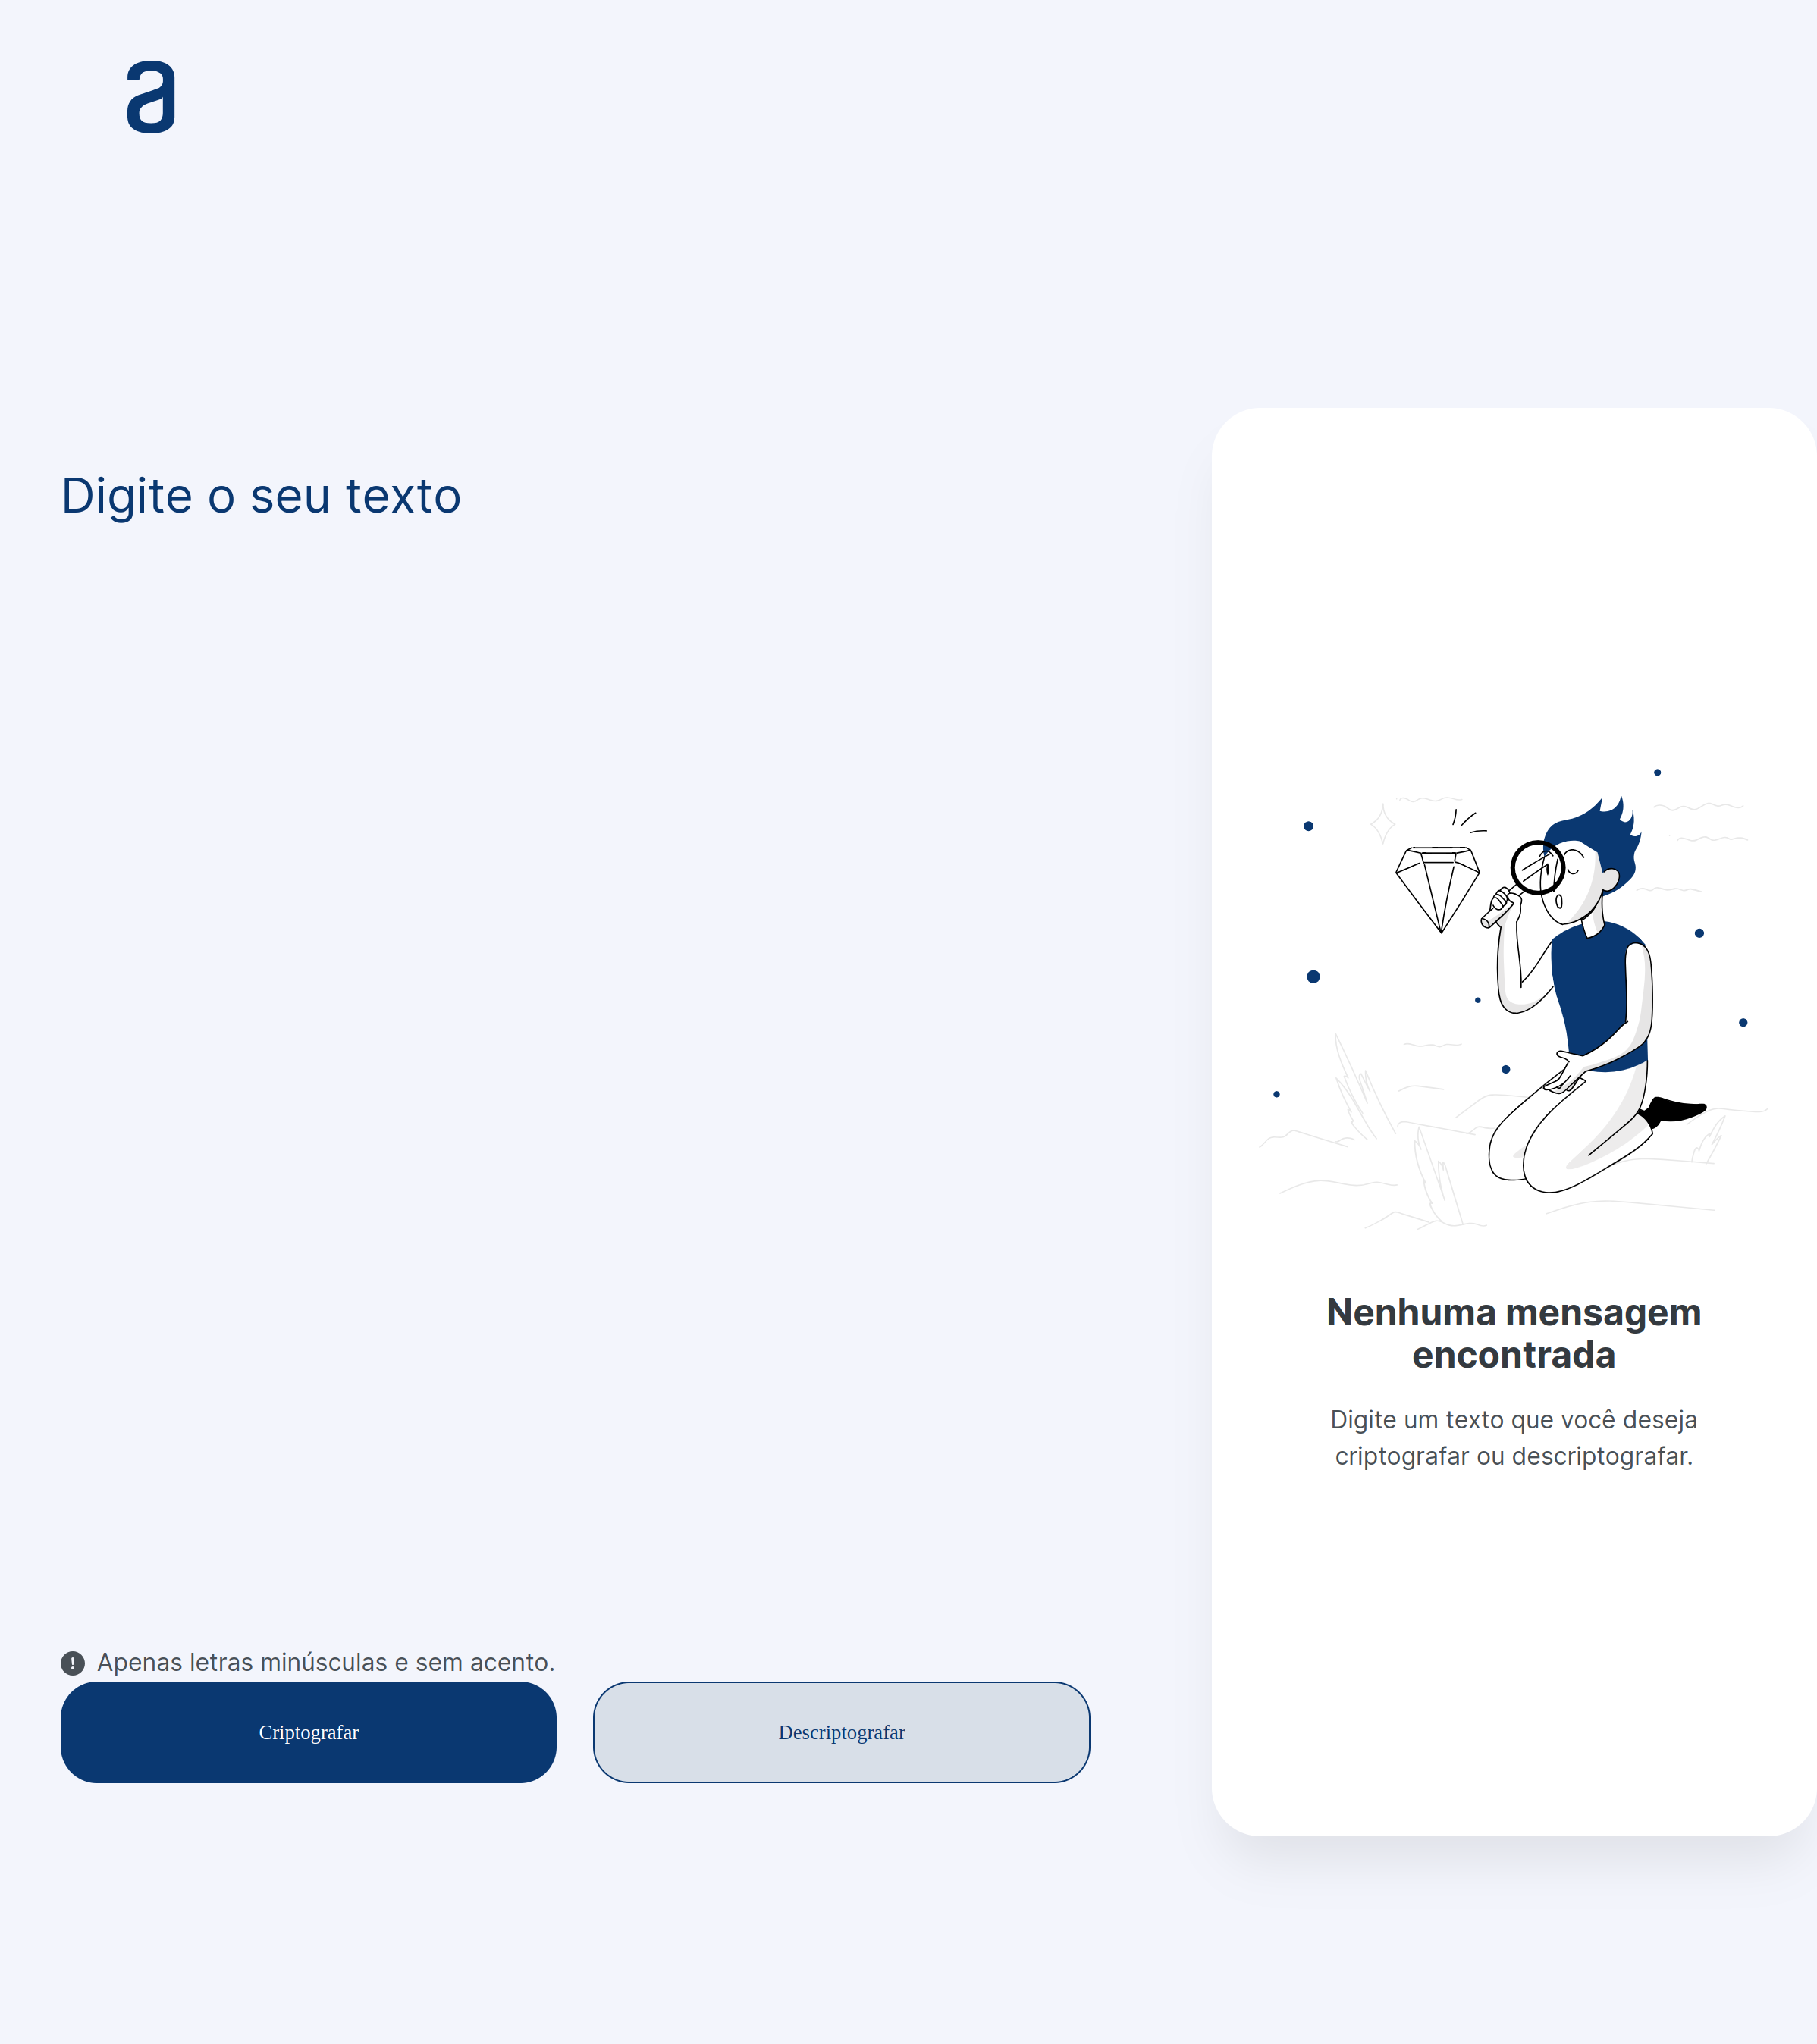 a
Digite o seu texto
Apenas letras minúsculas e sem acento.
Criptografar
Descriptografar
Nenhuma mensagem
encontrada
Digite um texto que você deseja
criptografar ou descriptografar.